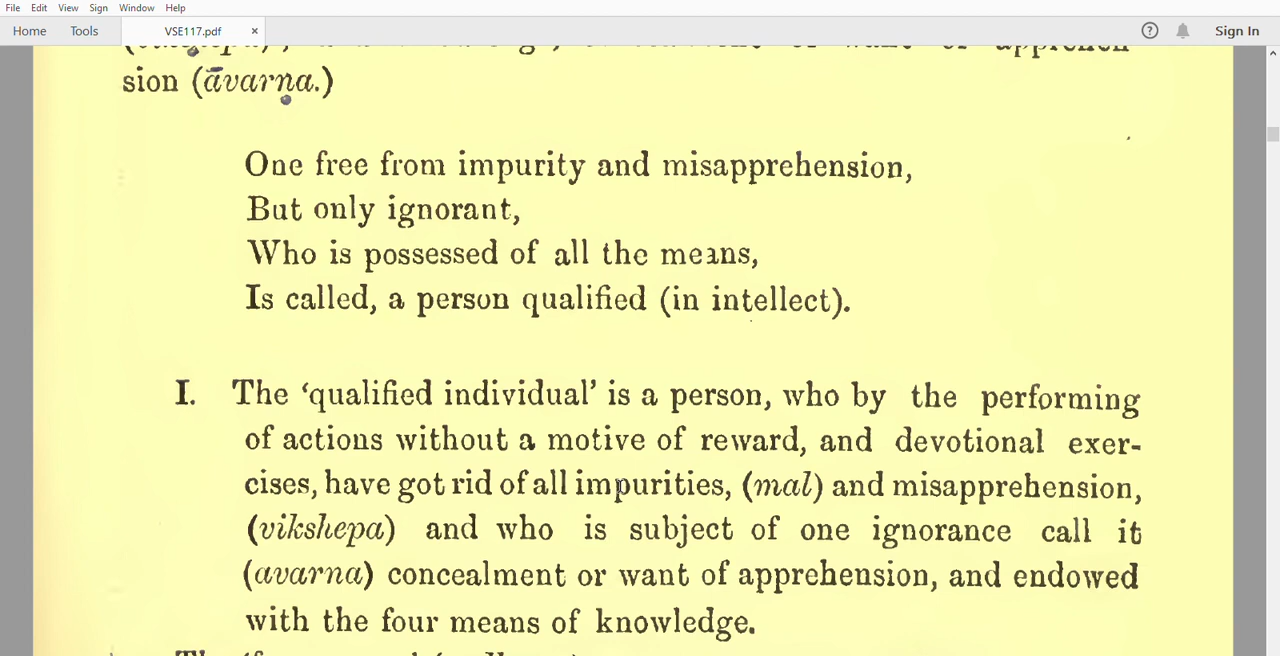 File Edit View Sign Window Help
Home Tools VSE117.pdf × ? Sign In
sion (āvarṇa.)
One free from impurity and misapprehension,
But only ignorant,
Who is possessed of all the means,
Is called, a person qualified (in intellect).
I. The ‘qualified individual’ is a person, who by the performing
of actions without a motive of reward, and devotional exer-
cises, have got rid of all impurities, (mal) and misapprehension,
(vikshepa) and who is subject of one ignorance call it
(avarna) concealment or want of apprehension, and endowed
with the four means of knowledge.